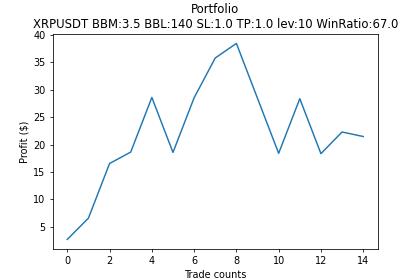 Portfolio
XRPUSDT BBM:3.5 BBL:140 SL:1.0 TP:1.0 lev:10 WinRatio:67.0
40
35
30
25
20
15
10
5
Profit ($)
0 2 4 6 8 10 12 14
Trade counts